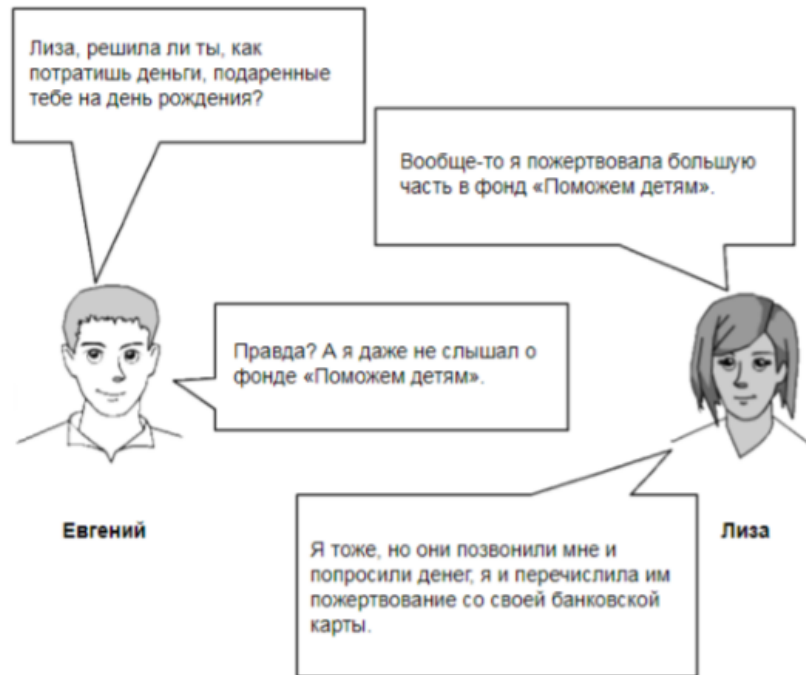 Лиза, решила ли ты, как
потратишь деньги, подаренные
тебе на день рождения?
Вообще-то я пожертвовала большую
часть в фонд «Поможем детям».
Правда? А я даже не слышал о
фонде «Поможем детям».
Евгений
Лиза
Я тоже, но они позвонили мне и
попросили денег, я и перечислила им
пожертвование со своей банковской
карты.